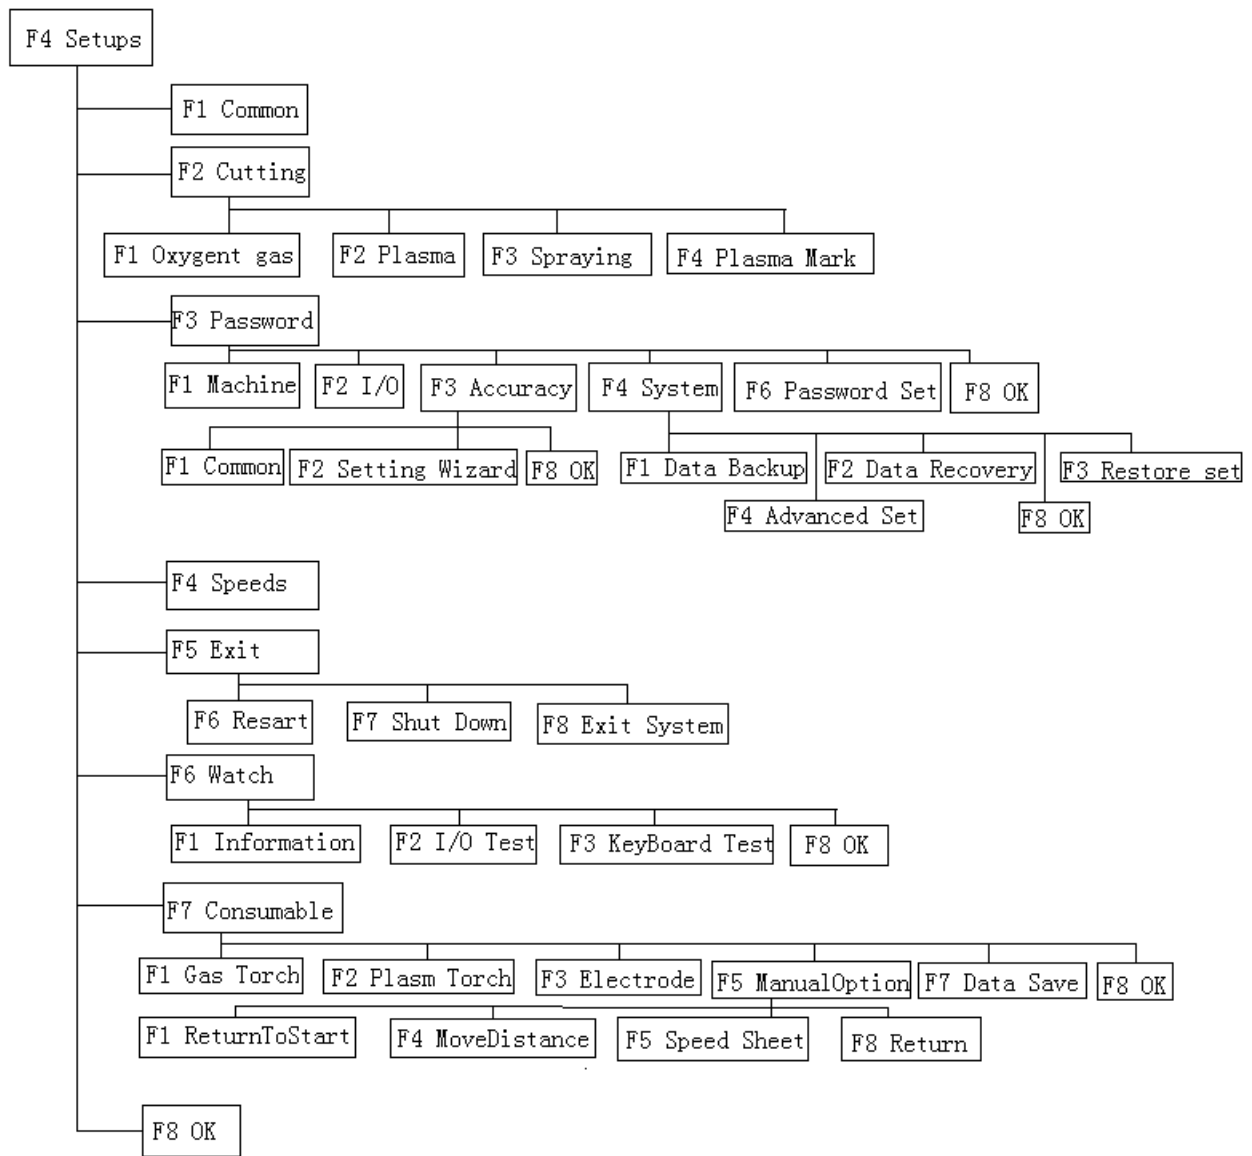 F4 Setups
F1 Common
F2 Cutting
F1 Oxygent gas
F2 Plasma
F3 Spraying
F4 Plasma Mark
F3 Password
F1 Machine
F2 I/O
F3 Accuracy
F4 System
F6 Password Set
F8 OK
F1 Common
F2 Setting Wizard
F8 OK
F1 Data Backup
F2 Data Recovery
F3 Restore set
F4 Advanced Set
F8 OK
F4 Speeds
F5 Exit
F6 Resart
F7 Shut Down
F8 Exit System
F6 Watch
F1 Information
F2 I/O Test
F3 KeyBoard Test
F8 OK
F7 Consumable
F1 Gas Torch
F2 Plasm Torch
F3 Electrode
F5 ManualOption
F7 Data Save
F8 OK
F1 ReturnToStart
F4 MoveDistance
F5 Speed Sheet
F8 Return
F8 OK